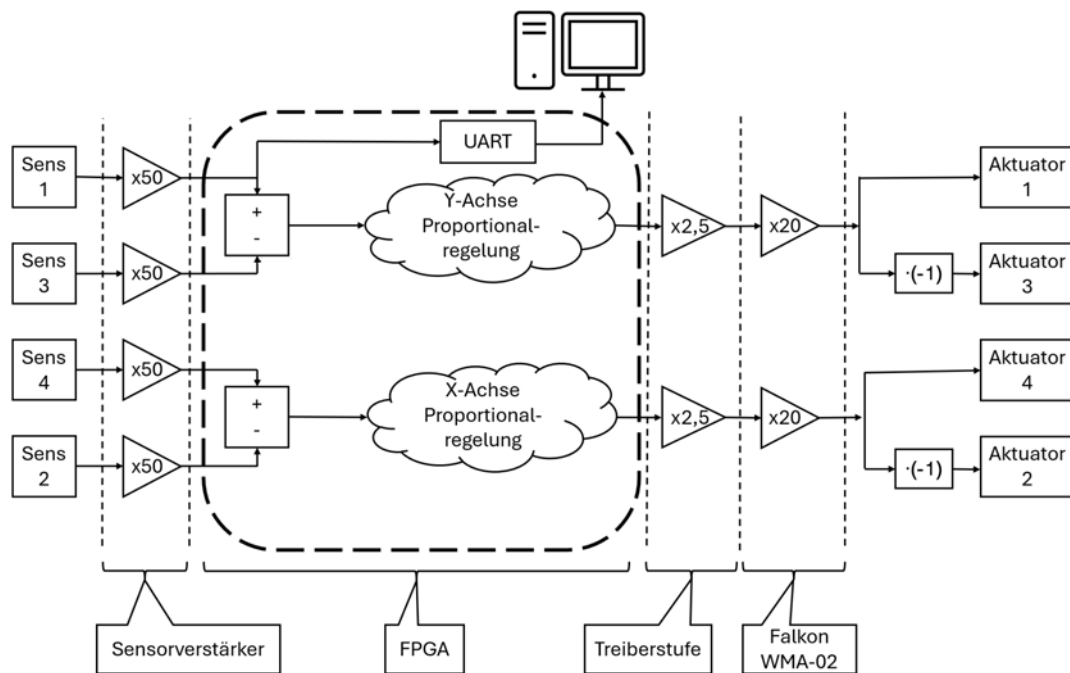 UART
Sens
1
x50
+
-
Y-Achse
Proportional-
regelung
x2,5
x20
Aktuator
1
Sens
3
x50
·(-1)
Aktuator
3
Sens
4
x50
+
-
X-Achse
Proportional-
regelung
x2,5
x20
Aktuator
4
Sens
2
x50
·(-1)
Aktuator
2
Sensorverstärker
FPGA
Treiberstufe
Falkon
WMA-02